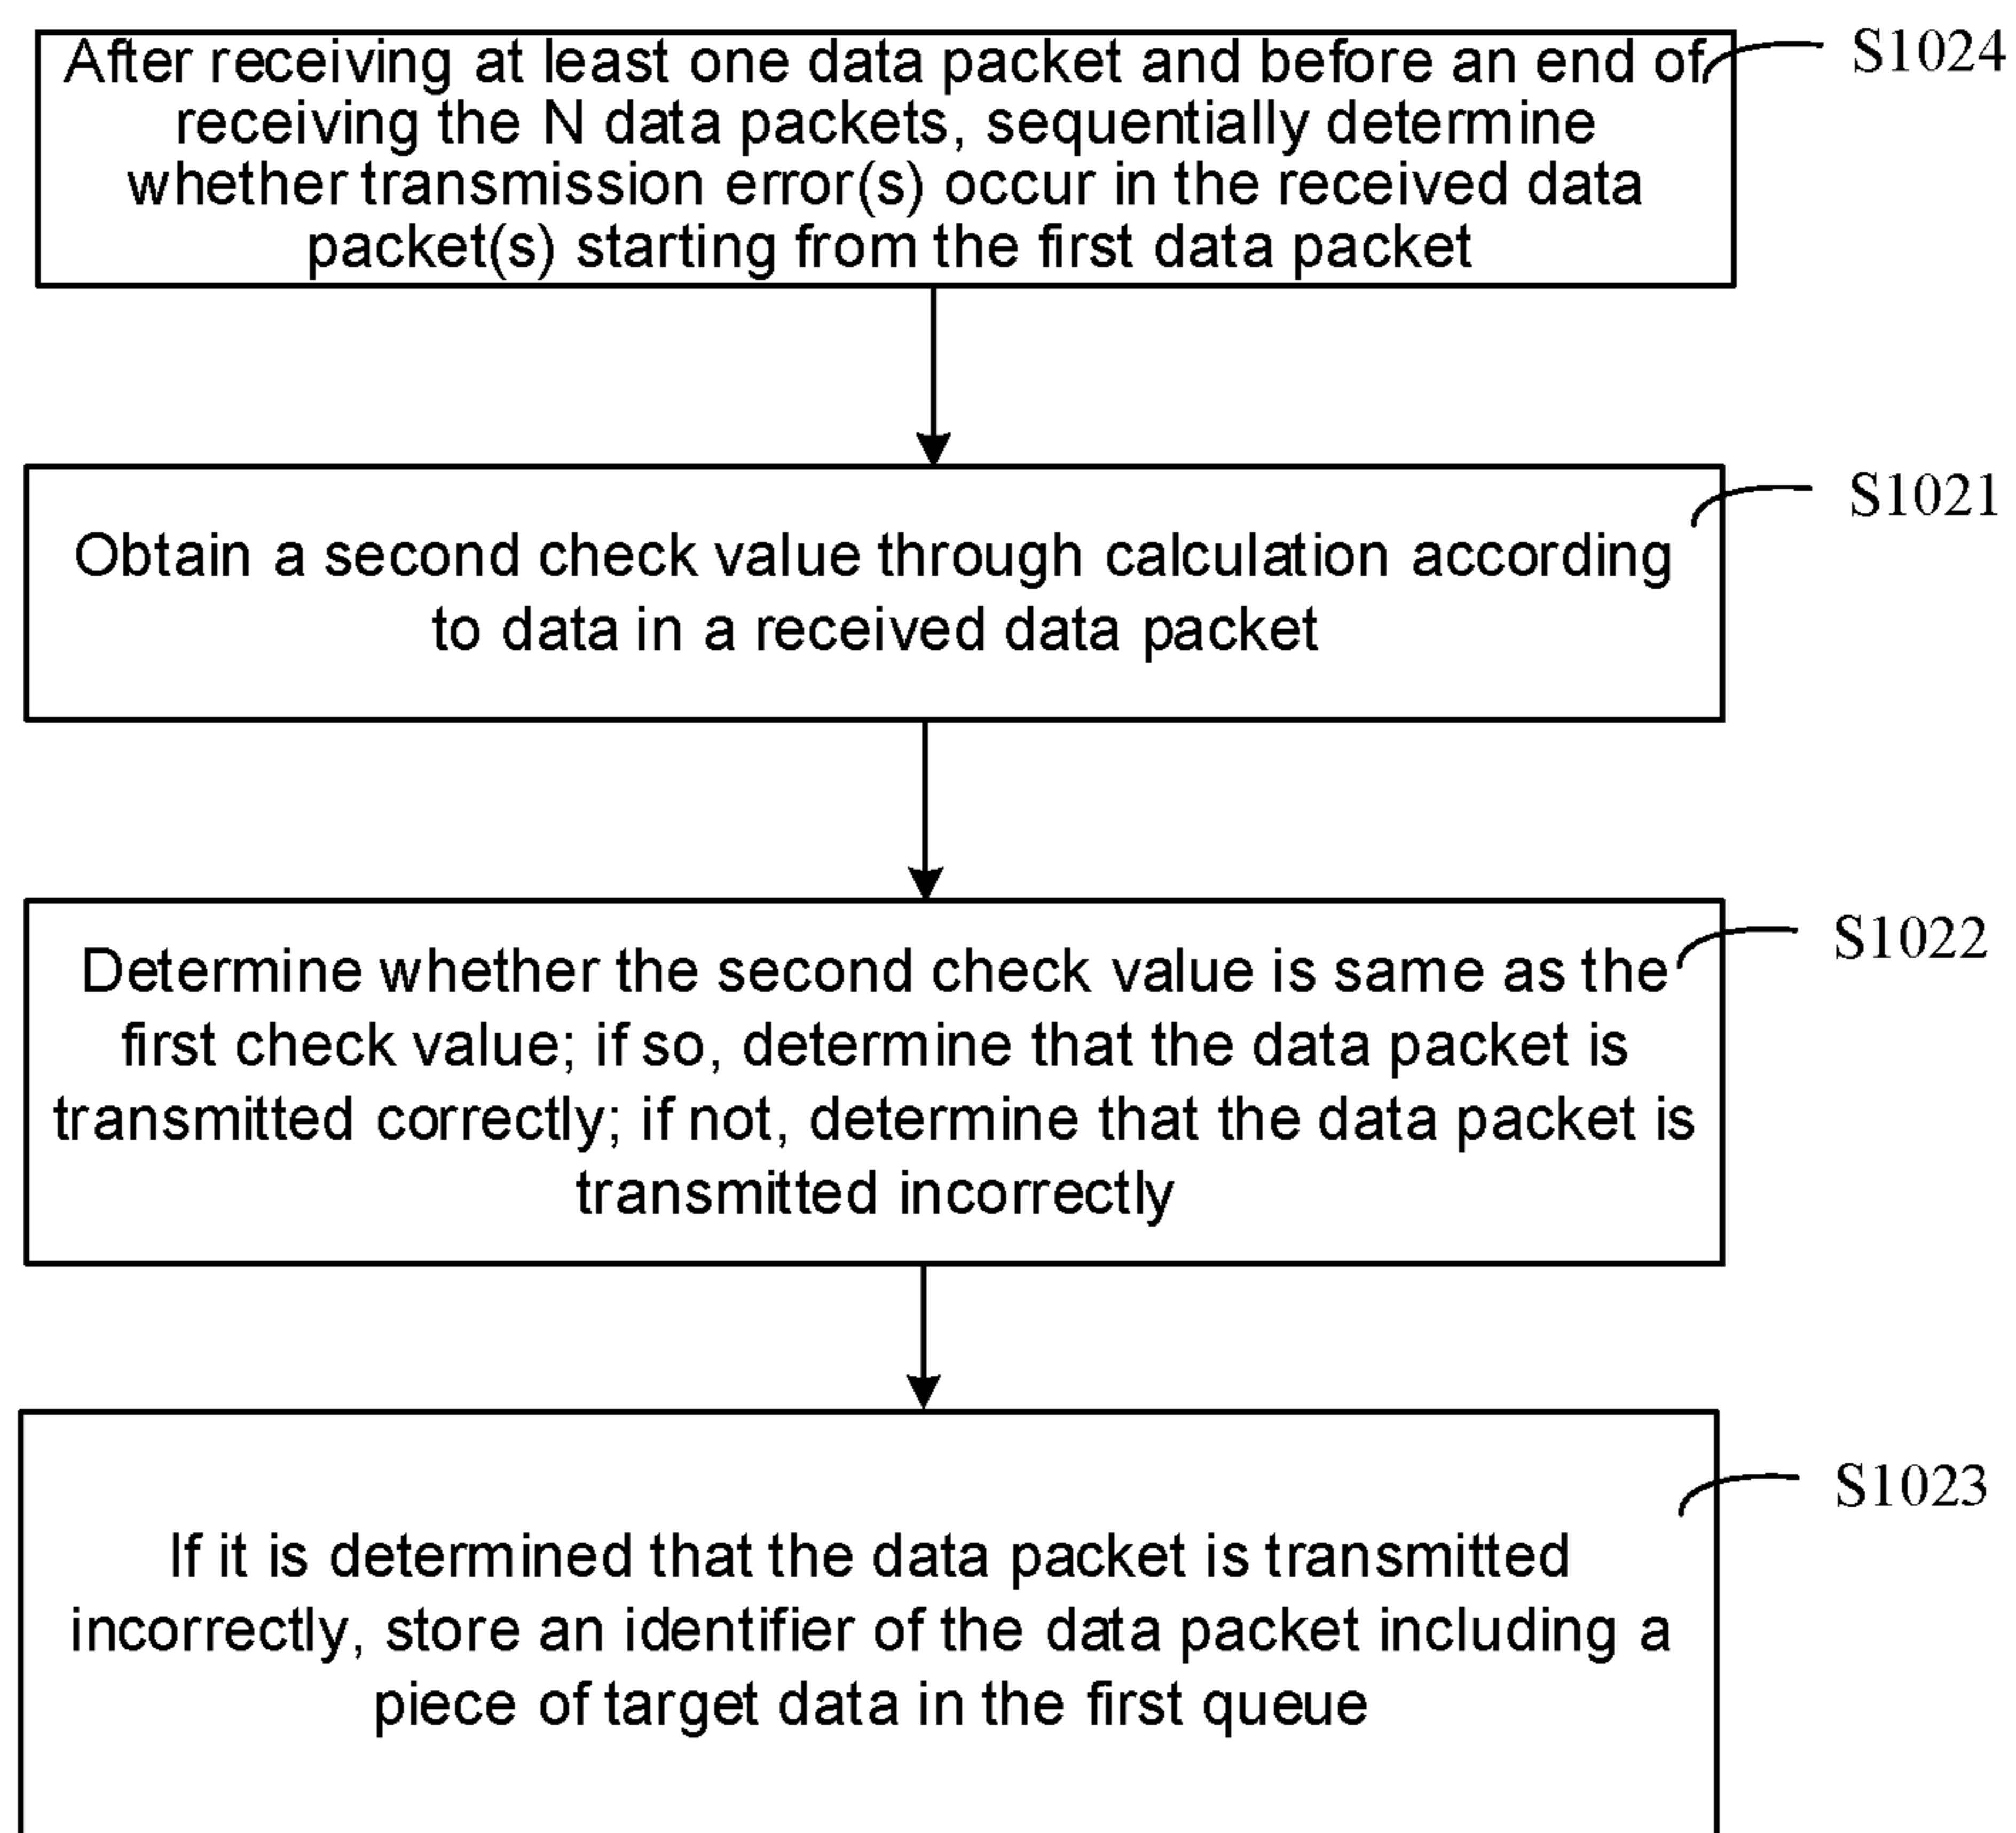 After receiving at least one data packet and before an end of
receiving the N data packets, sequentially determine
whether transmission error(s) occur in the received data
packet(s) starting from the first data packet
S1024
Obtain a second check value through calculation according
to data in a received data packet
S1021
Determine whether the second check value is same as the
first check value; if so, determine that the data packet is
transmitted correctly; if not, determine that the data packet is
transmitted incorrectly
S1022
If it is determined that the data packet is transmitted
incorrectly, store an identifier of the data packet including a
piece of target data in the first queue
S1023